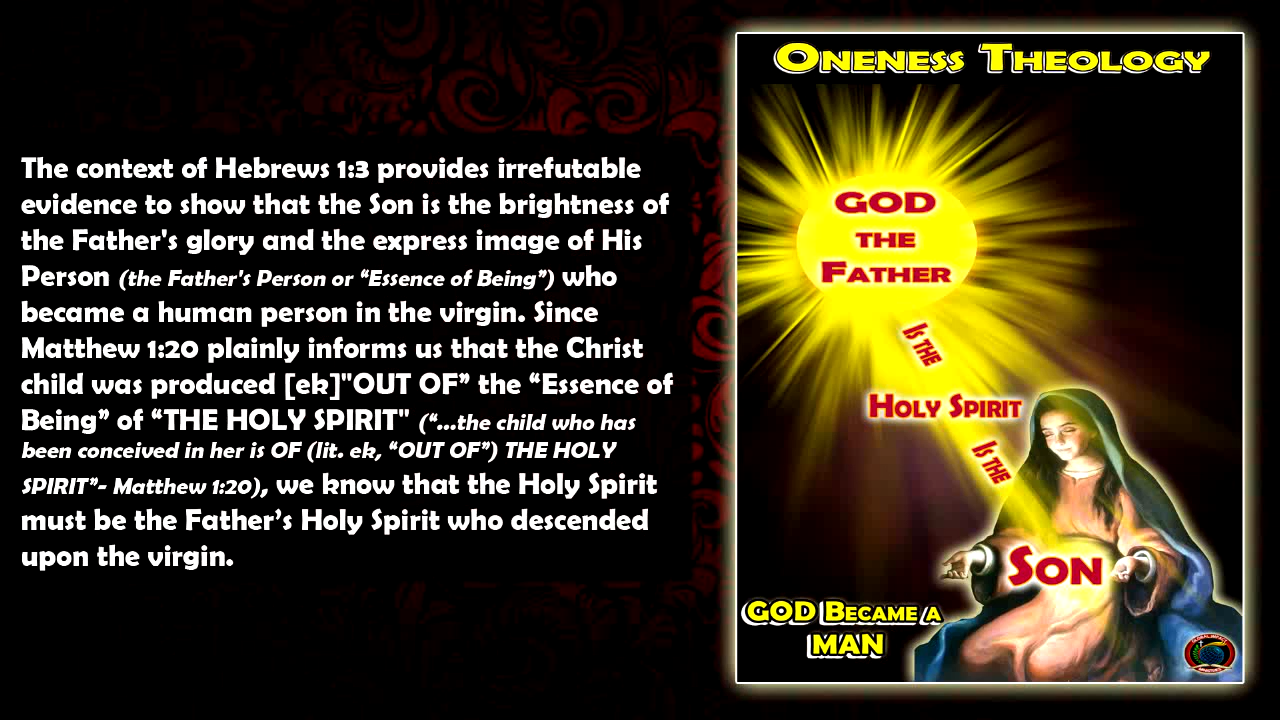 The context of Hebrews 1:3 provides irrefutable
evidence to show that the Son is the brightness of
the Father's glory and the express image of His
Person (the Father's Person or “Essence of Being”) who
became a human person in the virgin. Since
Matthew 1:20 plainly informs us that the Christ
child was produced [ek]"OUT OF” the “Essence of
Being” of “THE HOLY SPIRIT" (“...the child who has
been conceived in her is OF (lit. ek, “OUT OF”) THE HOLY
SPIRIT”- Matthew 1:20), we know that the Holy Spirit
must be the Father’s Holy Spirit who descended
upon the virgin.
ONENESS THEOLOGY
GOD
THE
FATHER
IS THE
HOLY SPIRIT
IS THE
SON
GOD BECAME A
MAN
GLOBAL IMPACT
MINISTRIES